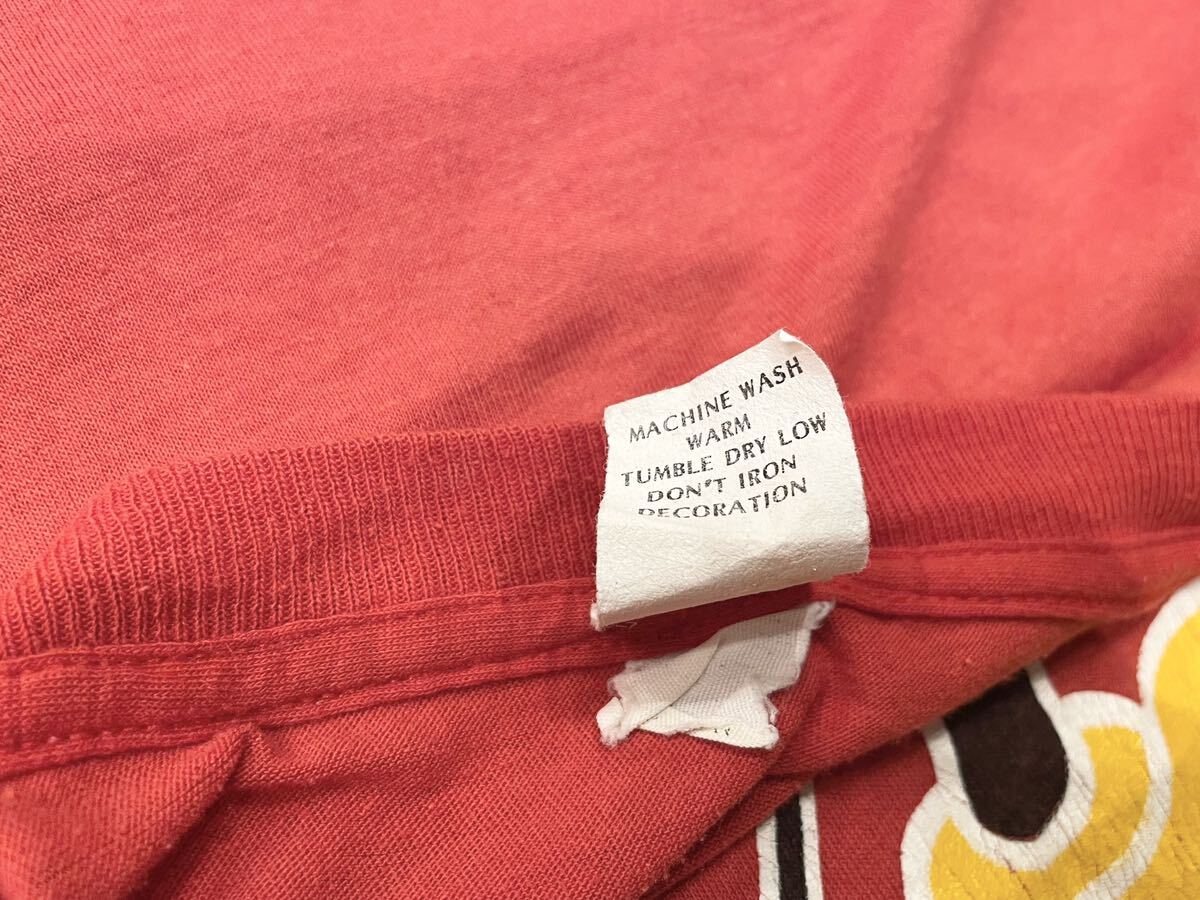 MACHINE WASH
WARM
TUMBLE DRY LOW
DON'T IRON
DECORATION